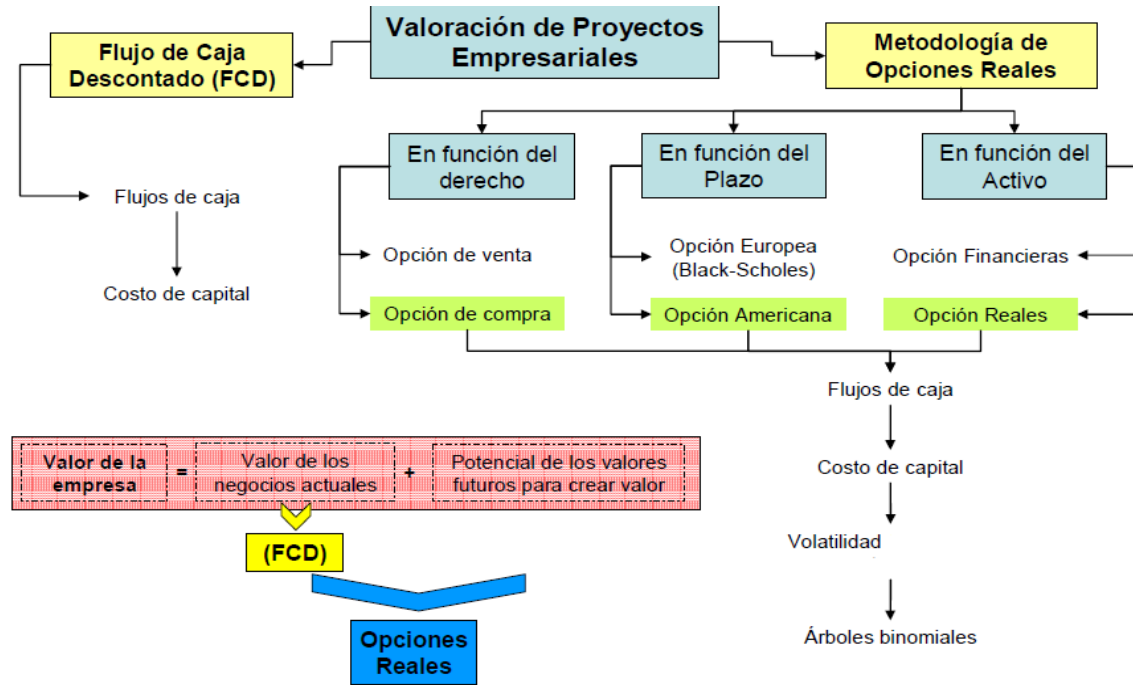 Valoración de Proyectos
Empresariales
Flujo de Caja
Descontado (FCD)
Metodología de
Opciones Reales
En función del
derecho
En función del
Plazo
En función del
Activo
Flujos de caja
Costo de capital
Opción de venta
Opción de compra
Opción Europea
(Black-Scholes)
Opción Americana
Opción Financieras
Opción Reales
Flujos de caja
Costo de capital
Volatilidad
Árboles binomiales
Valor de la
empresa
=
Valor de los
negocios actuales
+
Potencial de los valores
futuros para crear valor
(FCD)
Opciones
Reales